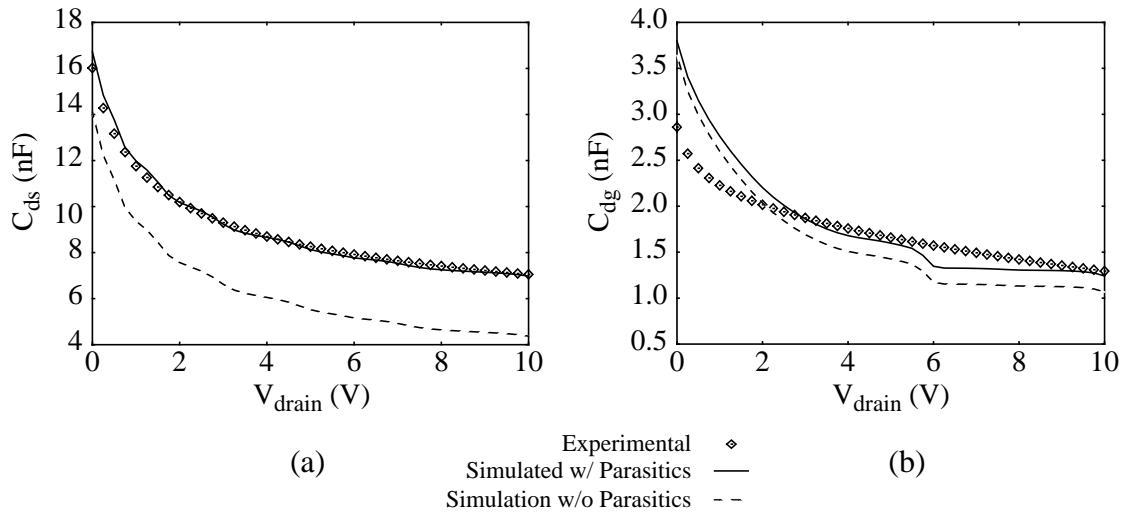 18
16
14
12
10
8
6
4
C_ds (nF)
0 2 4 6 8 10
V_drain (V)
(a)
4.0
3.5
3.0
2.5
2.0
1.5
1.0
0.5
C_dg (nF)
0 2 4 6 8 10
V_drain (V)
(b)
Experimental
Simulated w/ Parasitics
Simulation w/o Parasitics